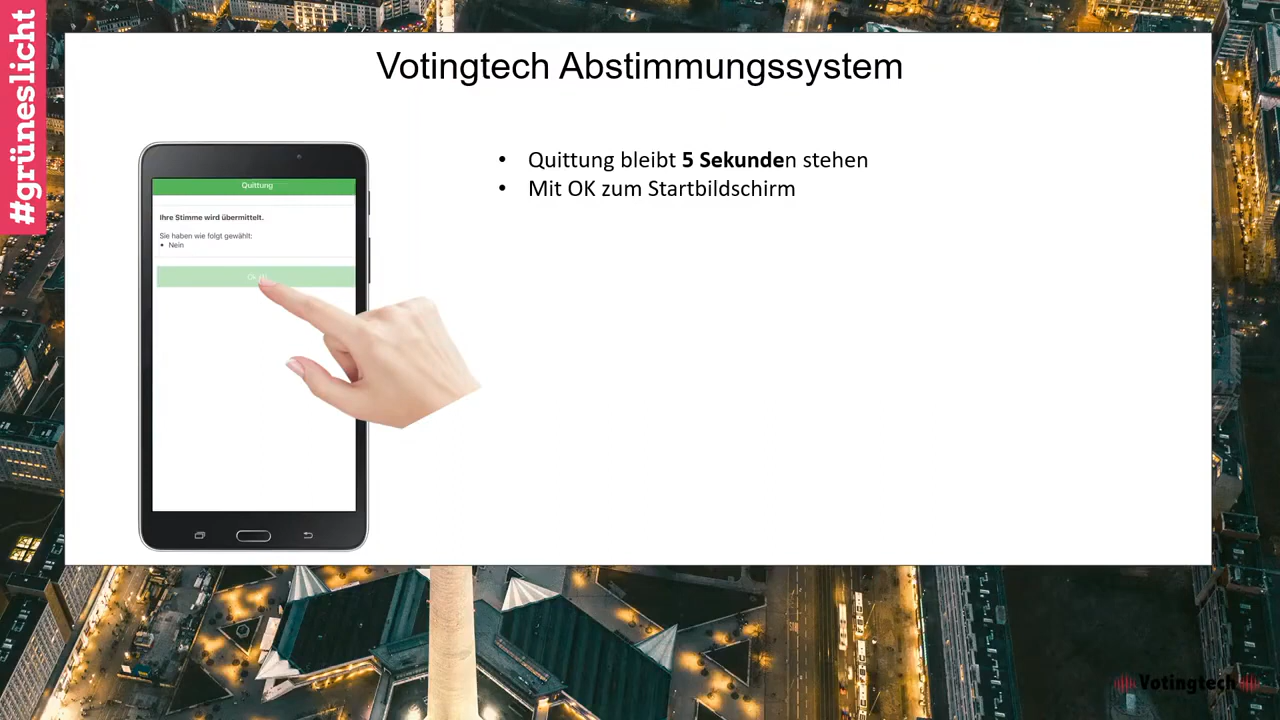 #grüneslicht
Votingtech Abstimmungssystem
• Quittung bleibt 5 Sekunden stehen
• Mit OK zum Startbildschirm
Quittung
Ihre Stimme wird übermittelt.
Sie haben wie folgt gewählt:
• Nein
Votingtech